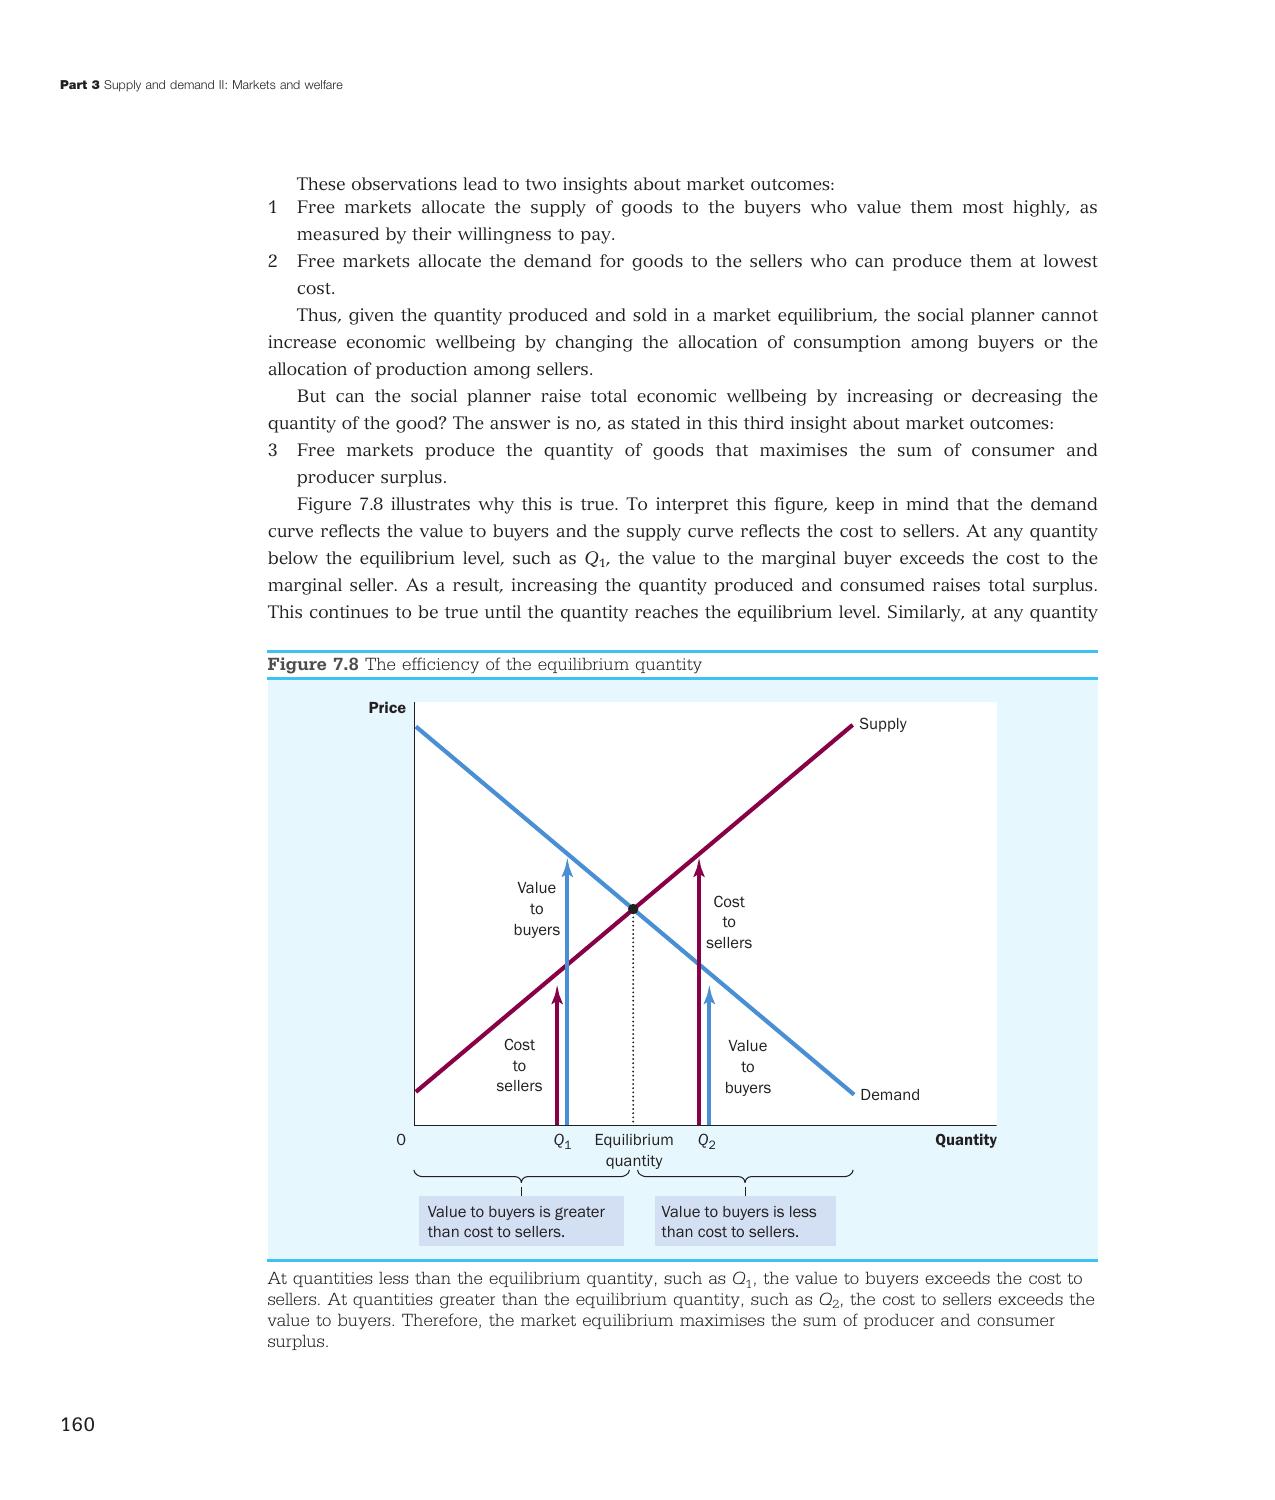 Part 3 Supply and demand II: Markets and welfare
These observations lead to two insights about market outcomes:
1 Free markets allocate the supply of goods to the buyers who value them most highly, as
measured by their willingness to pay.
2 Free markets allocate the demand for goods to the sellers who can produce them at lowest
cost.
Thus, given the quantity produced and sold in a market equilibrium, the social planner cannot
increase economic wellbeing by changing the allocation of consumption among buyers or the
allocation of production among sellers.
But can the social planner raise total economic wellbeing by increasing or decreasing the
quantity of the good? The answer is no, as stated in this third insight about market outcomes:
3 Free markets produce the quantity of goods that maximises the sum of consumer and
producer surplus.
Figure 7.8 illustrates why this is true. To interpret this figure, keep in mind that the demand
curve reflects the value to buyers and the supply curve reflects the cost to sellers. At any quantity
below the equilibrium level, such as Q1, the value to the marginal buyer exceeds the cost to the
marginal seller. As a result, increasing the quantity produced and consumed raises total surplus.
This continues to be true until the quantity reaches the equilibrium level. Similarly, at any quantity
Figure 7.8 The efficiency of the equilibrium quantity
Price
Supply
Value
to
buyers
Cost
to
sellers
Cost
to
sellers
Value
to
buyers
Demand
0
Q1
Equilibrium
quantity
Q2
Quantity
Value to buyers is greater
than cost to sellers.
Value to buyers is less
than cost to sellers.
At quantities less than the equilibrium quantity, such as Q1, the value to buyers exceeds the cost to
sellers. At quantities greater than the equilibrium quantity, such as Q2, the cost to sellers exceeds the
value to buyers. Therefore, the market equilibrium maximises the sum of producer and consumer
surplus.
160